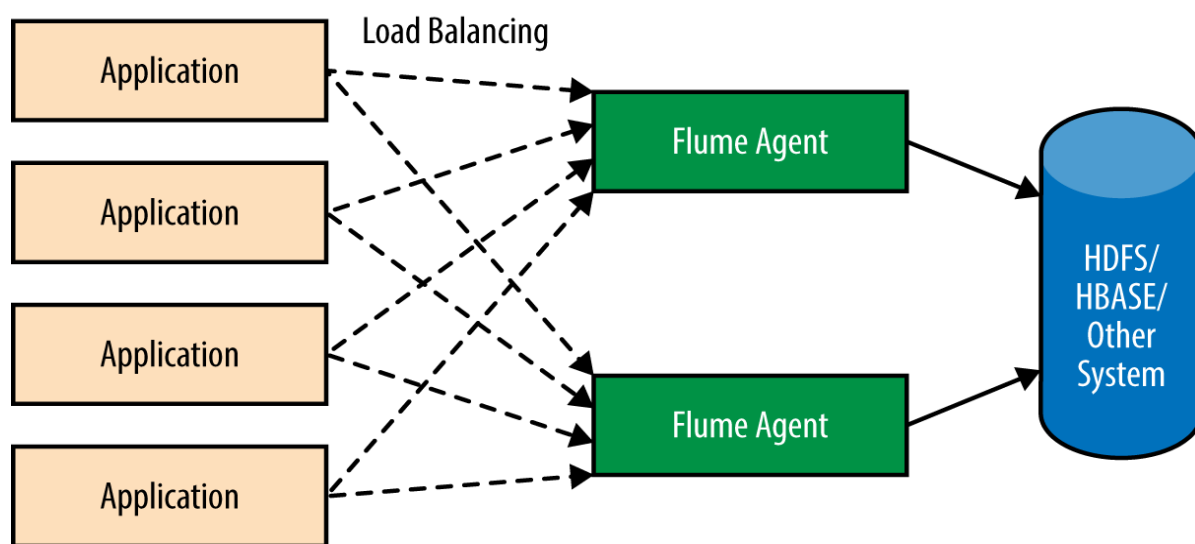 Load Balancing
Application
Application
Application
Application
Flume Agent
Flume Agent
HDFS/
HBASE/
Other
System